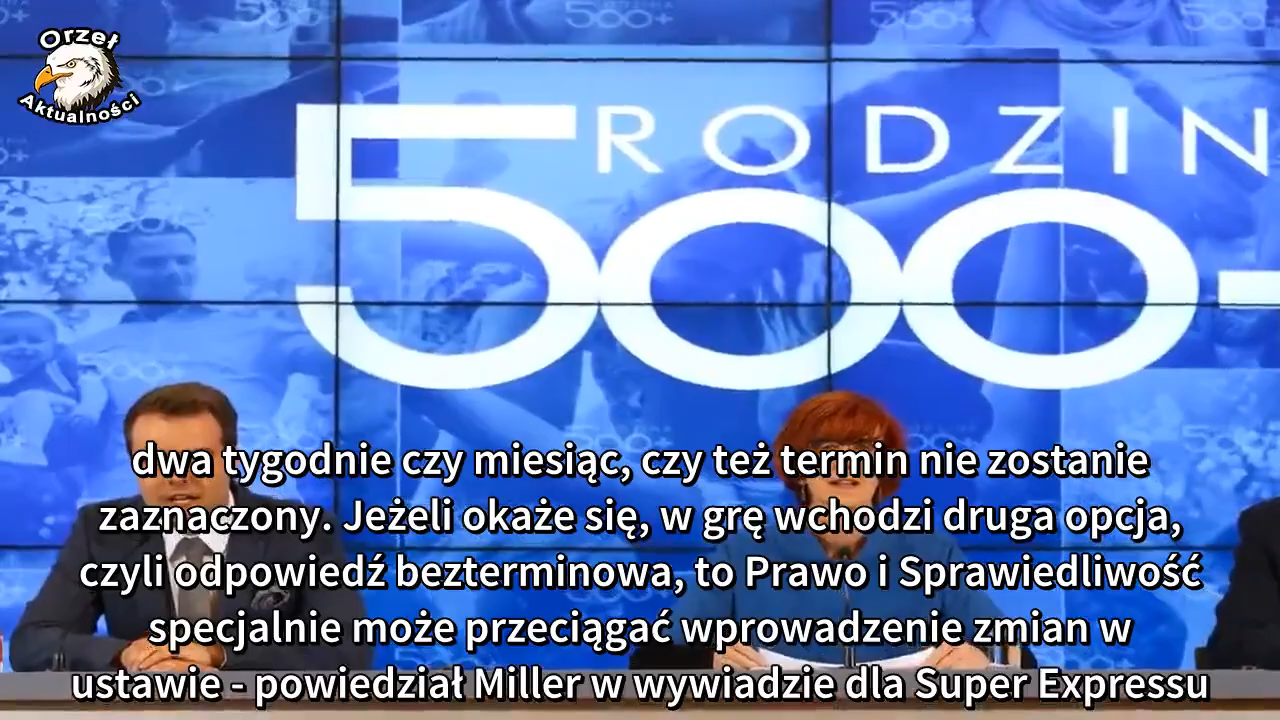 Orzeł
Aktualności
RODZIN
500
dwa tygodnie czy miesiąc, czy też termin nie zostanie
zaznaczony. Jeżeli okaże się, w grę wchodzi druga opcja,
czyli odpowiedź bezterminowa, to Prawo i Sprawiedliwość
specjalnie może przeciągać wprowadzenie zmian w
ustawie - powiedział Miller w wywiadzie dla Super Expressu